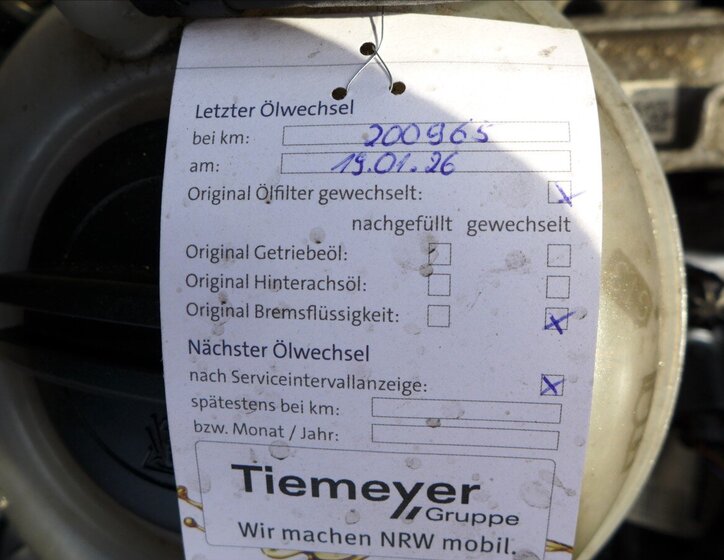 Letzter Ölwechsel
bei km: 200965
am: 19.01.26
Original Ölfilter gewechselt: x
nachgefüllt gewechselt
Original Getriebeöl:
Original Hinterachsöl:
Original Bremsflüssigkeit: x
Nächster Ölwechsel
nach Serviceintervallanzeige: x
spätestens bei km:
bzw. Monat / Jahr:
Tiemeyer
Gruppe
Wir machen NRW mobil.